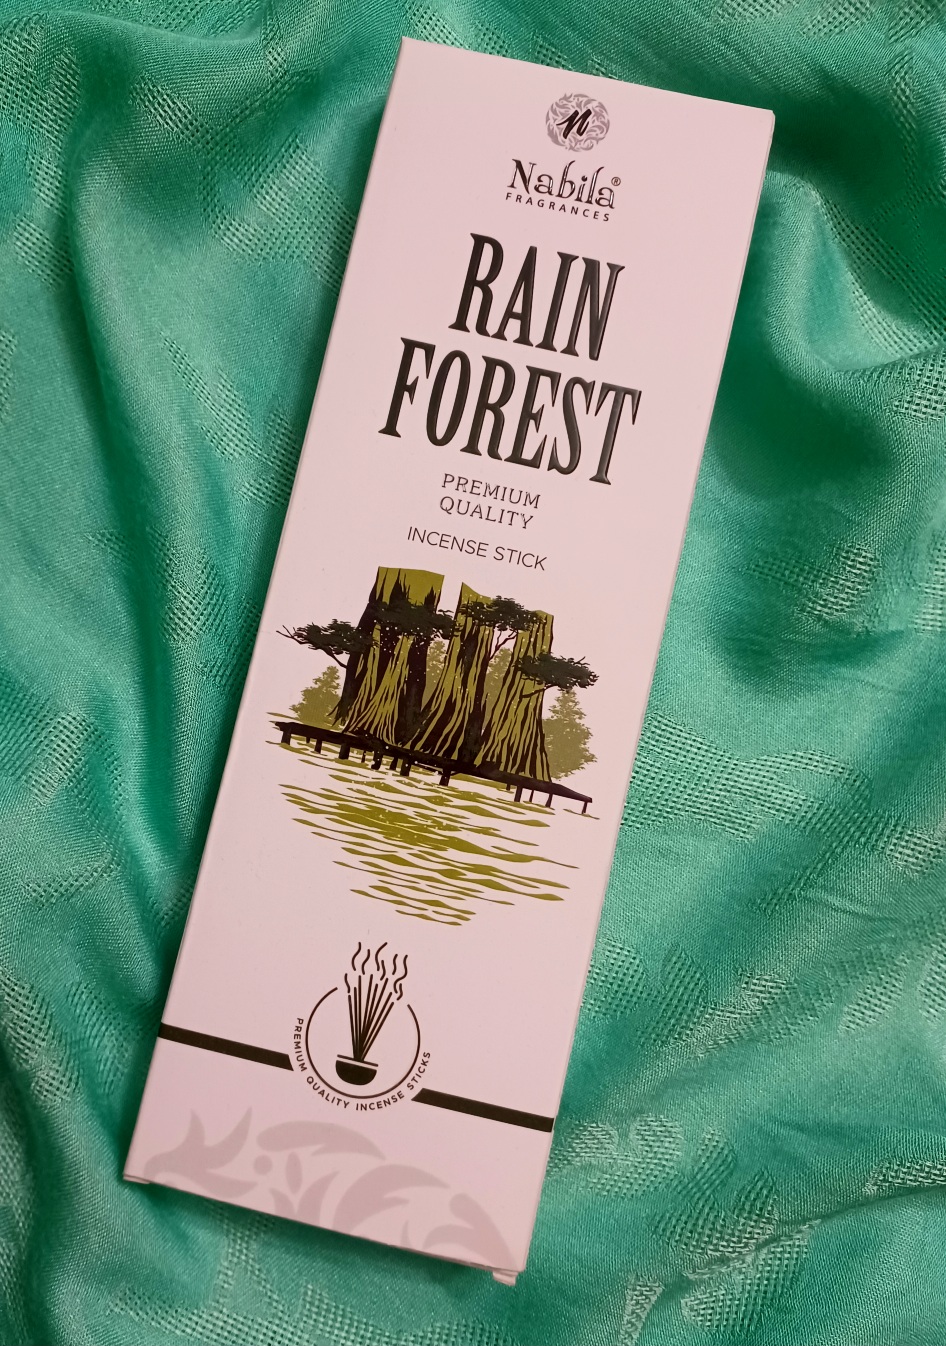 n
Nabila®
FRAGRANCES
RAIN
FOREST
PREMIUM
QUALITY
INCENSE STICK
PREMIUM QUALITY INCENSE STICKS